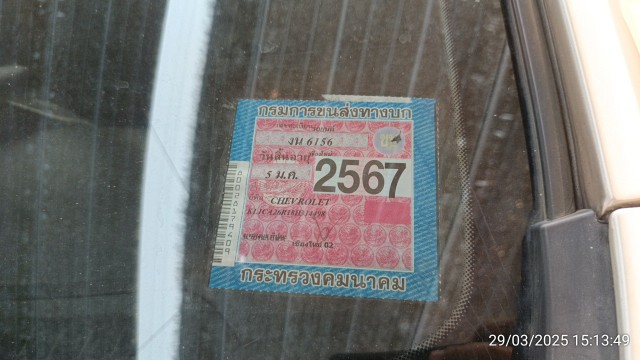 กรมการขนส่งทางบก
งน 6156
วันสิ้นอายุ
5 ม.ค. 2567
CHEVROLET
เชียงใหม่ 02
กระทรวงคมนาคม
29/03/2025 15:13:49